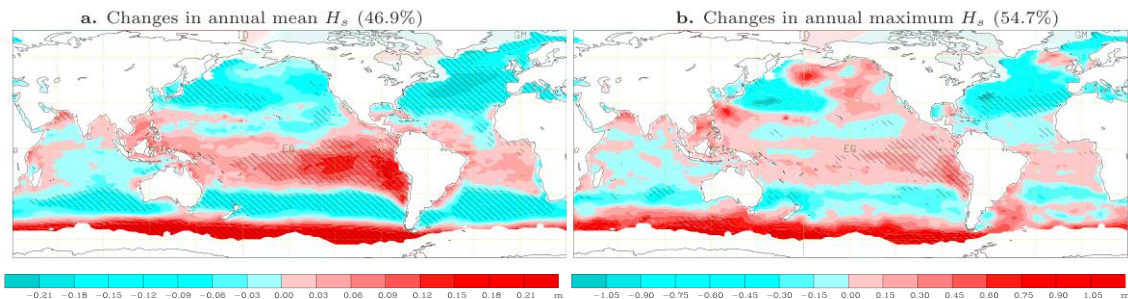 a. Changes in annual mean Hs (46.9%)
b. Changes in annual maximum Hs (54.7%)
ID
GM
EQ
ID
GM
EQ
−0.21 −0.18 −0.15 −0.12 −0.09 −0.06 −0.03 0.00 0.03 0.06 0.09 0.12 0.15 0.18 0.21 m
−1.05 −0.90 −0.75 −0.60 −0.45 −0.30 −0.15 0.00 0.15 0.30 0.45 0.60 0.75 0.90 1.05 m